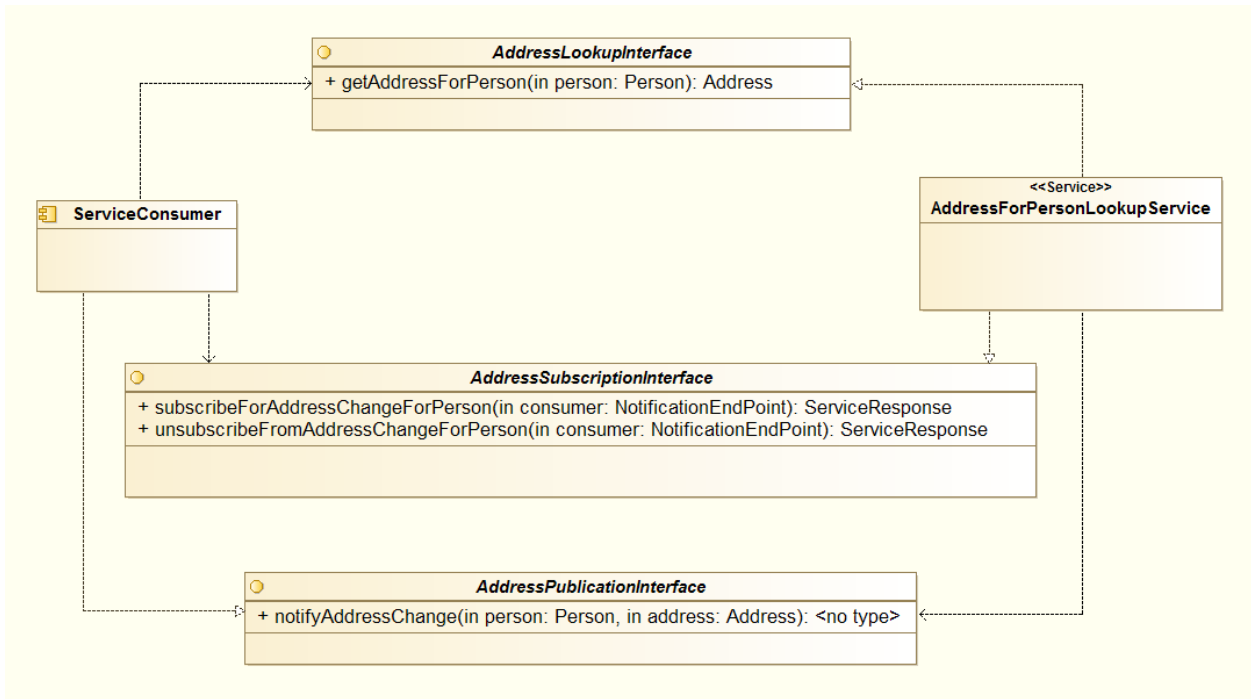 AddressLookupInterface
+ getAddressForPerson(in person: Person): Address
<<Service>>
AddressForPersonLookupService
ServiceConsumer
AddressSubscriptionInterface
+ subscribeForAddressChangeForPerson(in consumer: NotificationEndPoint): ServiceResponse
+ unsubscribeFromAddressChangeForPerson(in consumer: NotificationEndPoint): ServiceResponse
AddressPublicationInterface
+ notifyAddressChange(in person: Person, in address: Address): <no type>